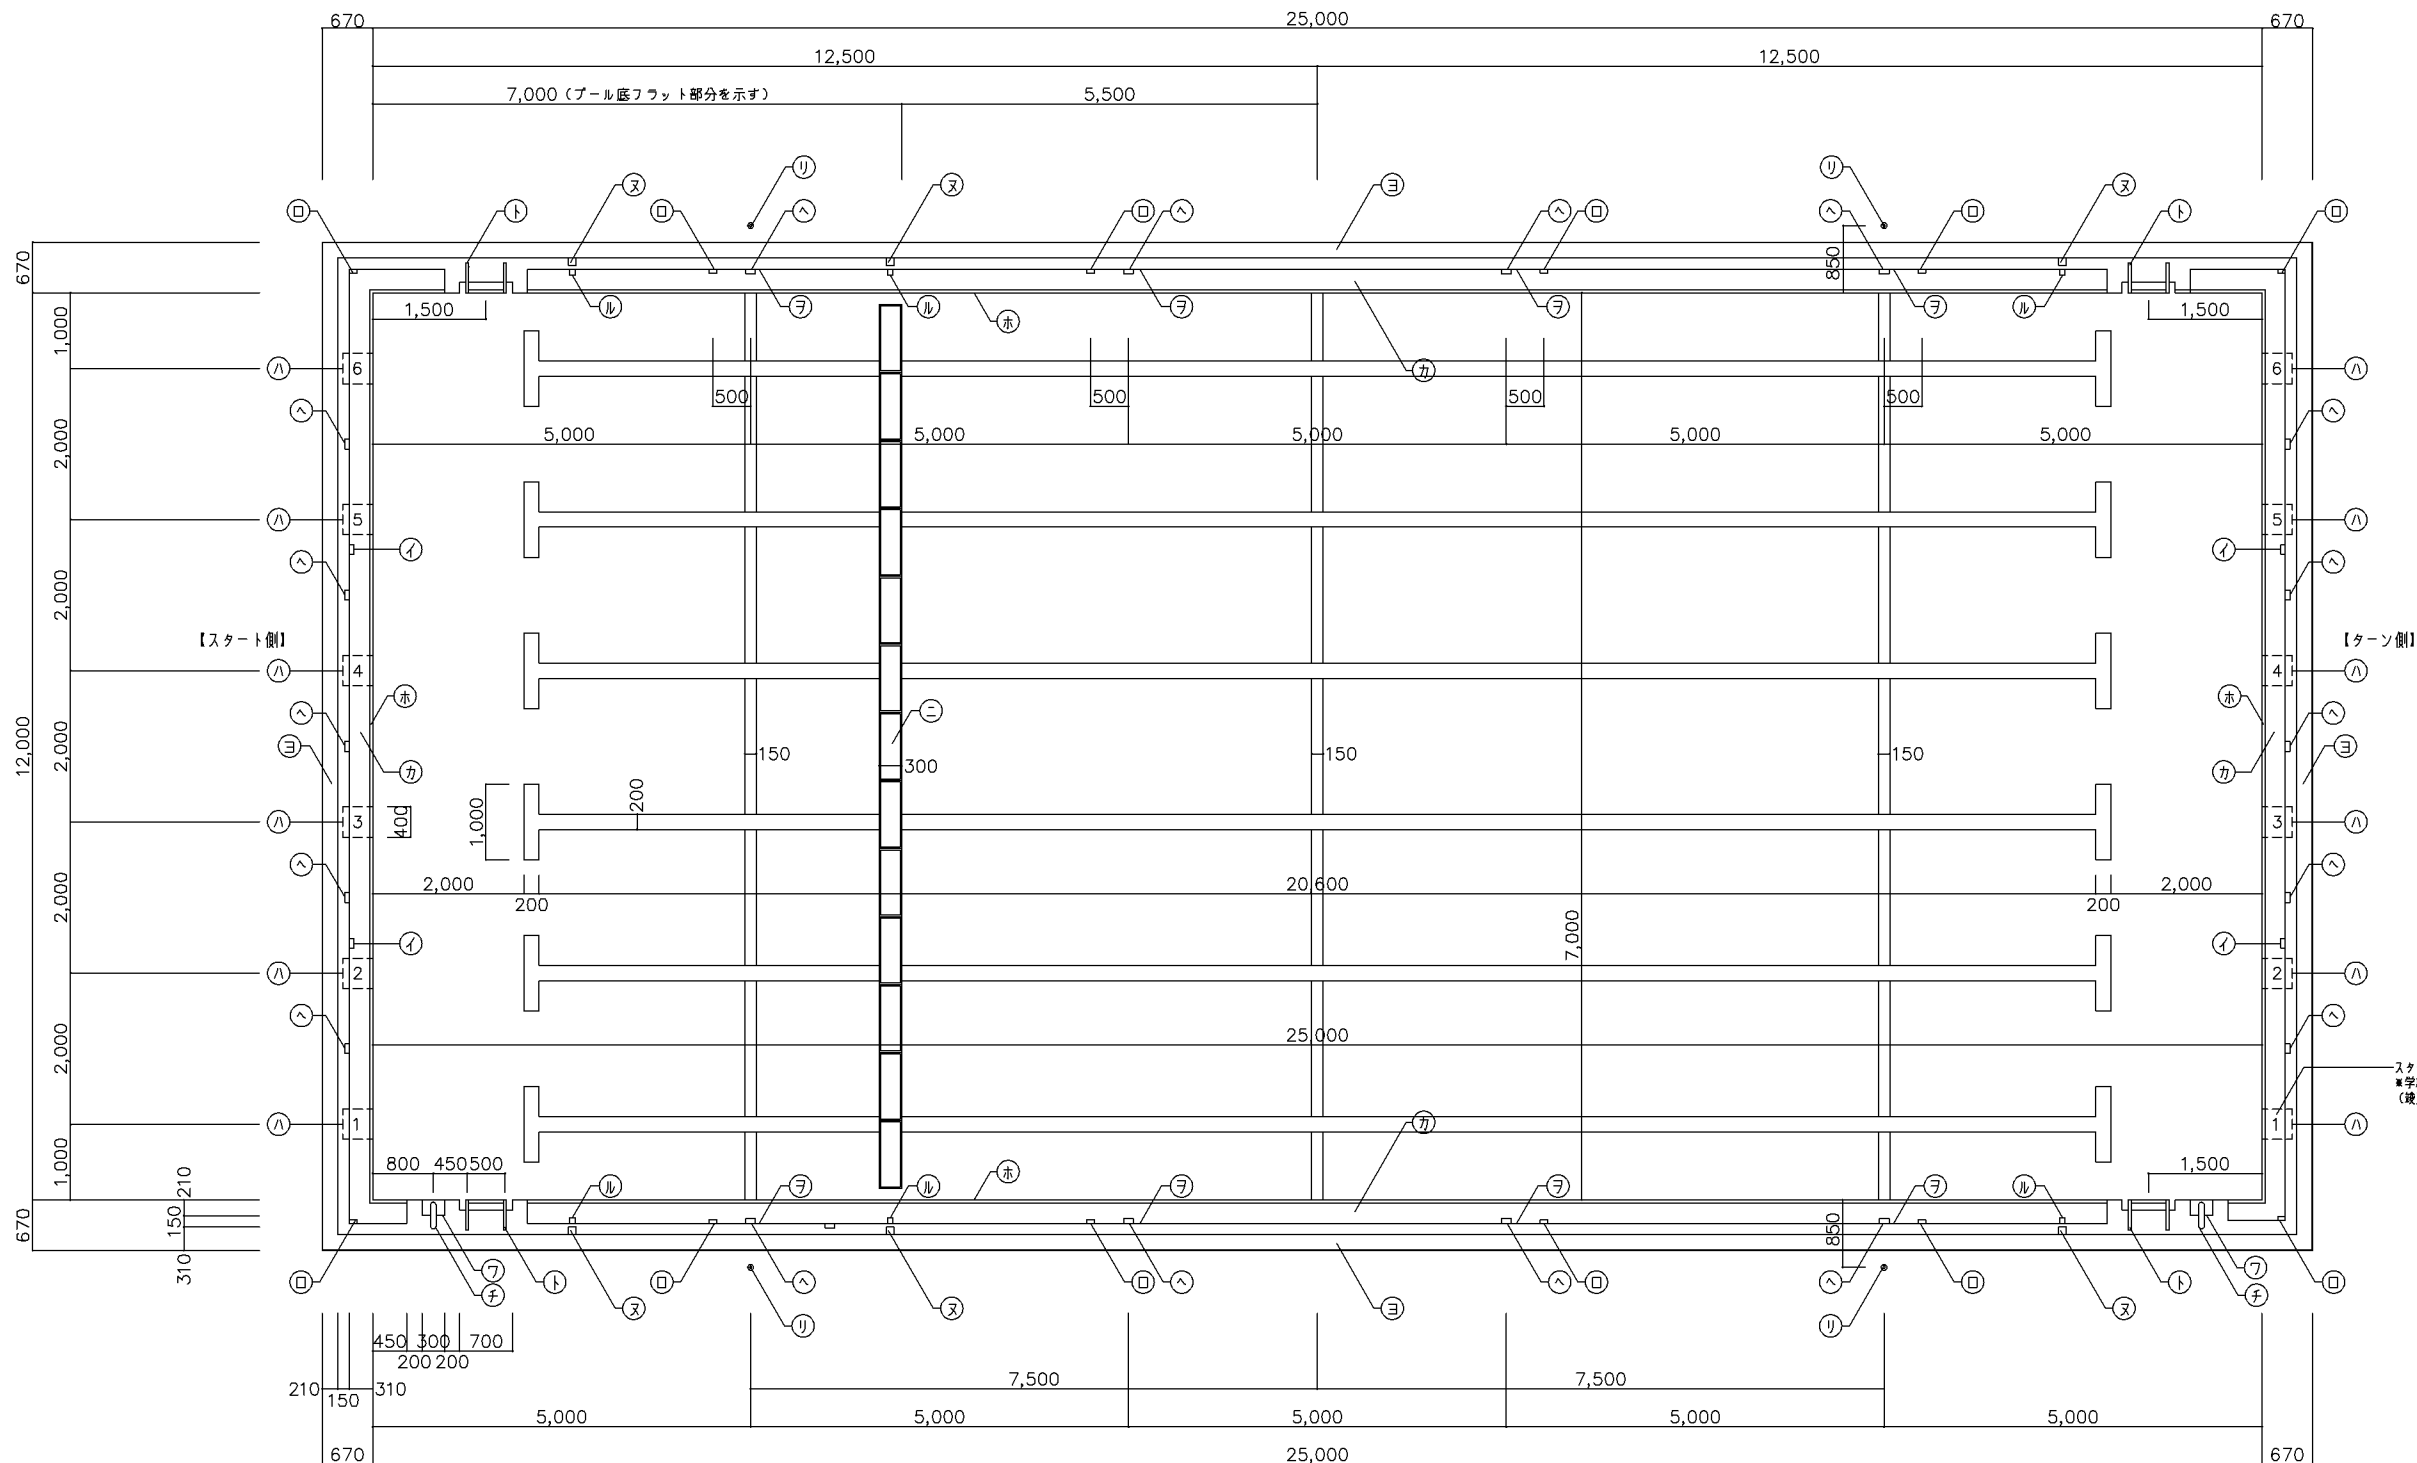 670 25,000 670
12,500 12,500
7,000 (プール底フラット部分を示す) 5,500
リ リ
ヌ ヌ ヨ ヌ
ロ ト ロ ヘ ロ ヘ ヘ ロ ヘ ロ ト ロ
670 850
1,500 ル ヲ ル ホ ヲ ヲ ヲ ル 1,500
1,000
ハ 6 カ 6 ハ
500 500 500 500
ヘ ヘ
2,000 5,000 5,000 5,000 5,000 5,000
ハ 5 5 ハ
イ イ
ヘ ヘ
2,000
【スタート側】 【ターン側】
ハ 4 4 ハ
ホ ホ
ヘ ニ ヘ
12,000 2,000 ヨ 150 150 150 ヨ
カ 300 カ
200
ハ 3 400 1,000 3 ハ
ヘ ヘ
2,000 2,000 20,600 2,000
200 200
7,000
イ イ
ハ 2 2 ハ
ヘ ヘ
2,000 25,000
スタ
※学
ハ 1 カ 1 ハ
1,000 800 450 500 ホ 1,500
210 ル ヲ ル ヲ ヲ ヲ ル
670 150 850
310 ワ ワ
ロ チ ト ロ ヘ ロ ヘ ヘ ロ ヘ ロ ト チ ロ
ヌ ヌ ヨ ヌ
リ リ
450 300 700
200 200
210 310 7,500 7,500
150
5,000 5,000 5,000 5,000 5,000
670 25,000 670